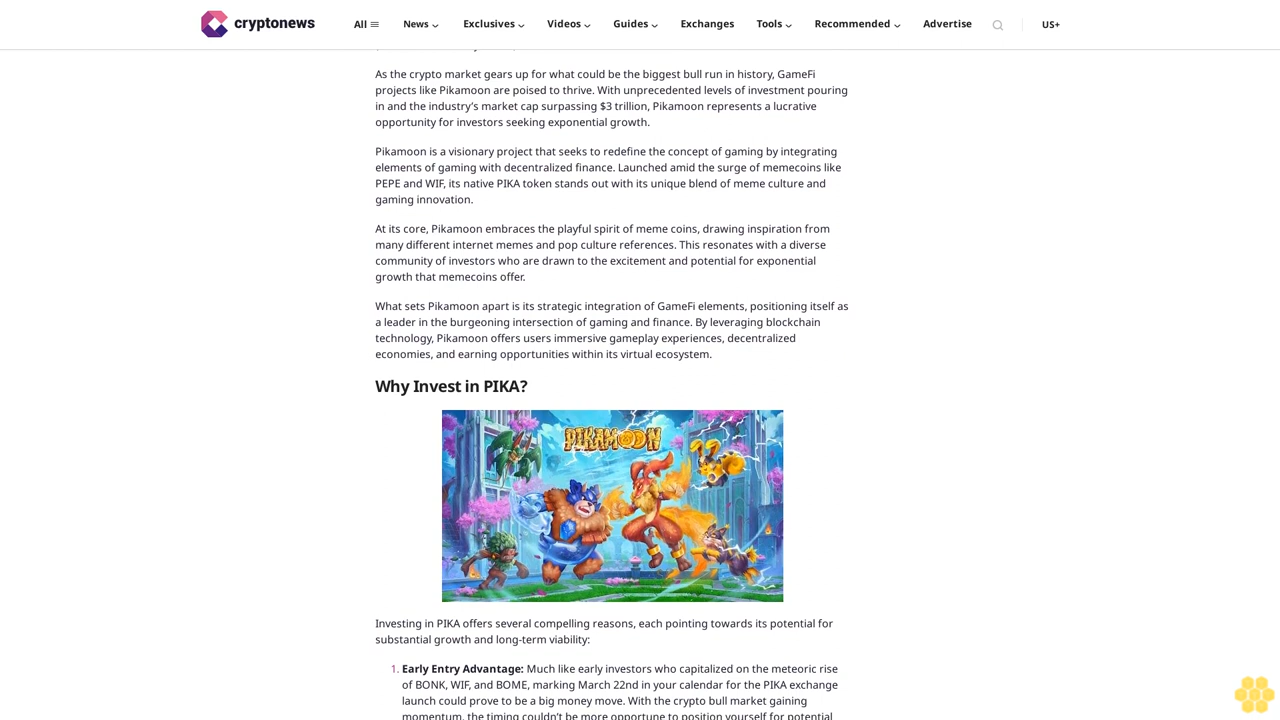 cryptonews All News Exclusives Videos Guides Exchanges Tools Recommended Advertise US+
As the crypto market gears up for what could be the biggest bull run in history, GameFi
projects like Pikamoon are poised to thrive. With unprecedented levels of investment pouring
in and the industry’s market cap surpassing $3 trillion, Pikamoon represents a lucrative
opportunity for investors seeking exponential growth.
Pikamoon is a visionary project that seeks to redefine the concept of gaming by integrating
elements of gaming with decentralized finance. Launched amid the surge of memecoins like
PEPE and WIF, its native PIKA token stands out with its unique blend of meme culture and
gaming innovation.
At its core, Pikamoon embraces the playful spirit of meme coins, drawing inspiration from
many different internet memes and pop culture references. This resonates with a diverse
community of investors who are drawn to the excitement and potential for exponential
growth that memecoins offer.
What sets Pikamoon apart is its strategic integration of GameFi elements, positioning itself as
a leader in the burgeoning intersection of gaming and finance. By leveraging blockchain
technology, Pikamoon offers users immersive gameplay experiences, decentralized
economies, and earning opportunities within its virtual ecosystem.
Why Invest in PIKA?
PIKAMOON
Investing in PIKA offers several compelling reasons, each pointing towards its potential for
substantial growth and long-term viability:
1. Early Entry Advantage: Much like early investors who capitalized on the meteoric rise
of BONK, WIF, and BOME, marking March 22nd in your calendar for the PIKA exchange
launch could prove to be a big money move. With the crypto bull market gaining
momentum, the timing couldn’t be more opportune to position yourself for potential